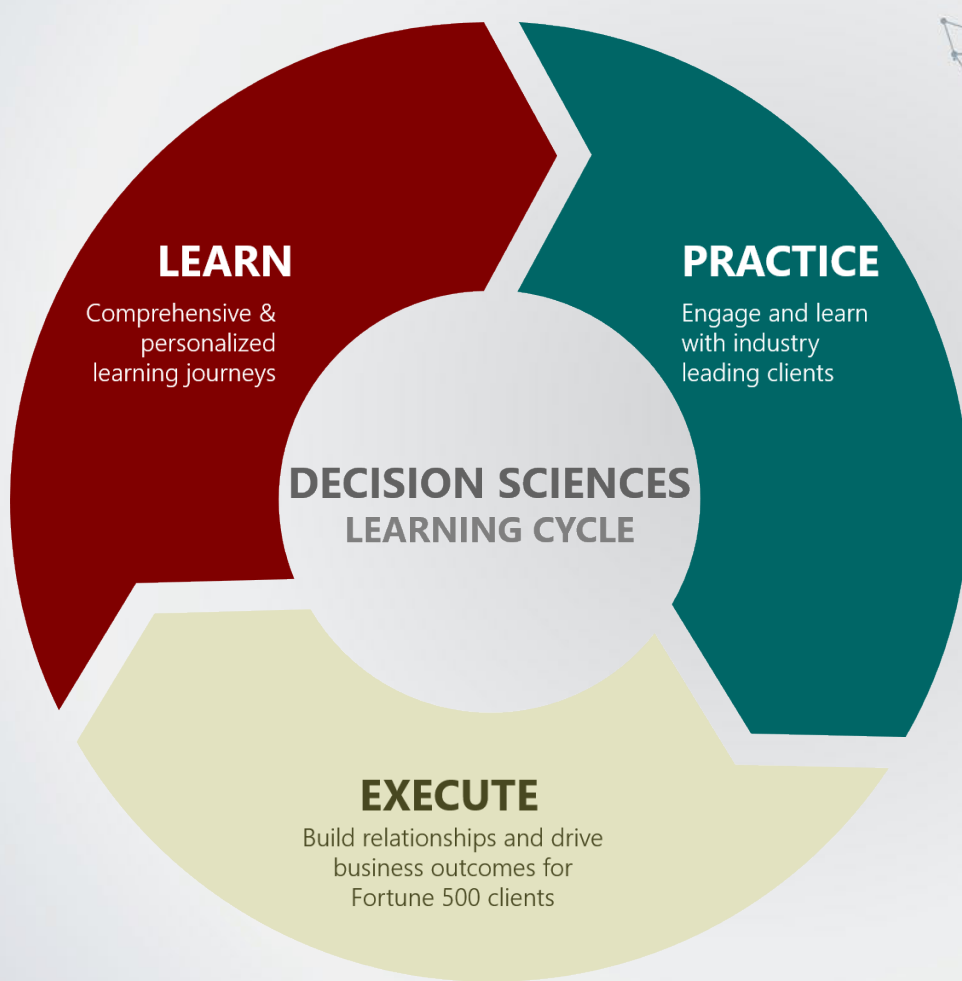 LEARN
Comprehensive &
personalized
learning journeys
PRACTICE
Engage and learn
with industry
leading clients
DECISION SCIENCES
LEARNING CYCLE
EXECUTE
Build relationships and drive
business outcomes for
Fortune 500 clients